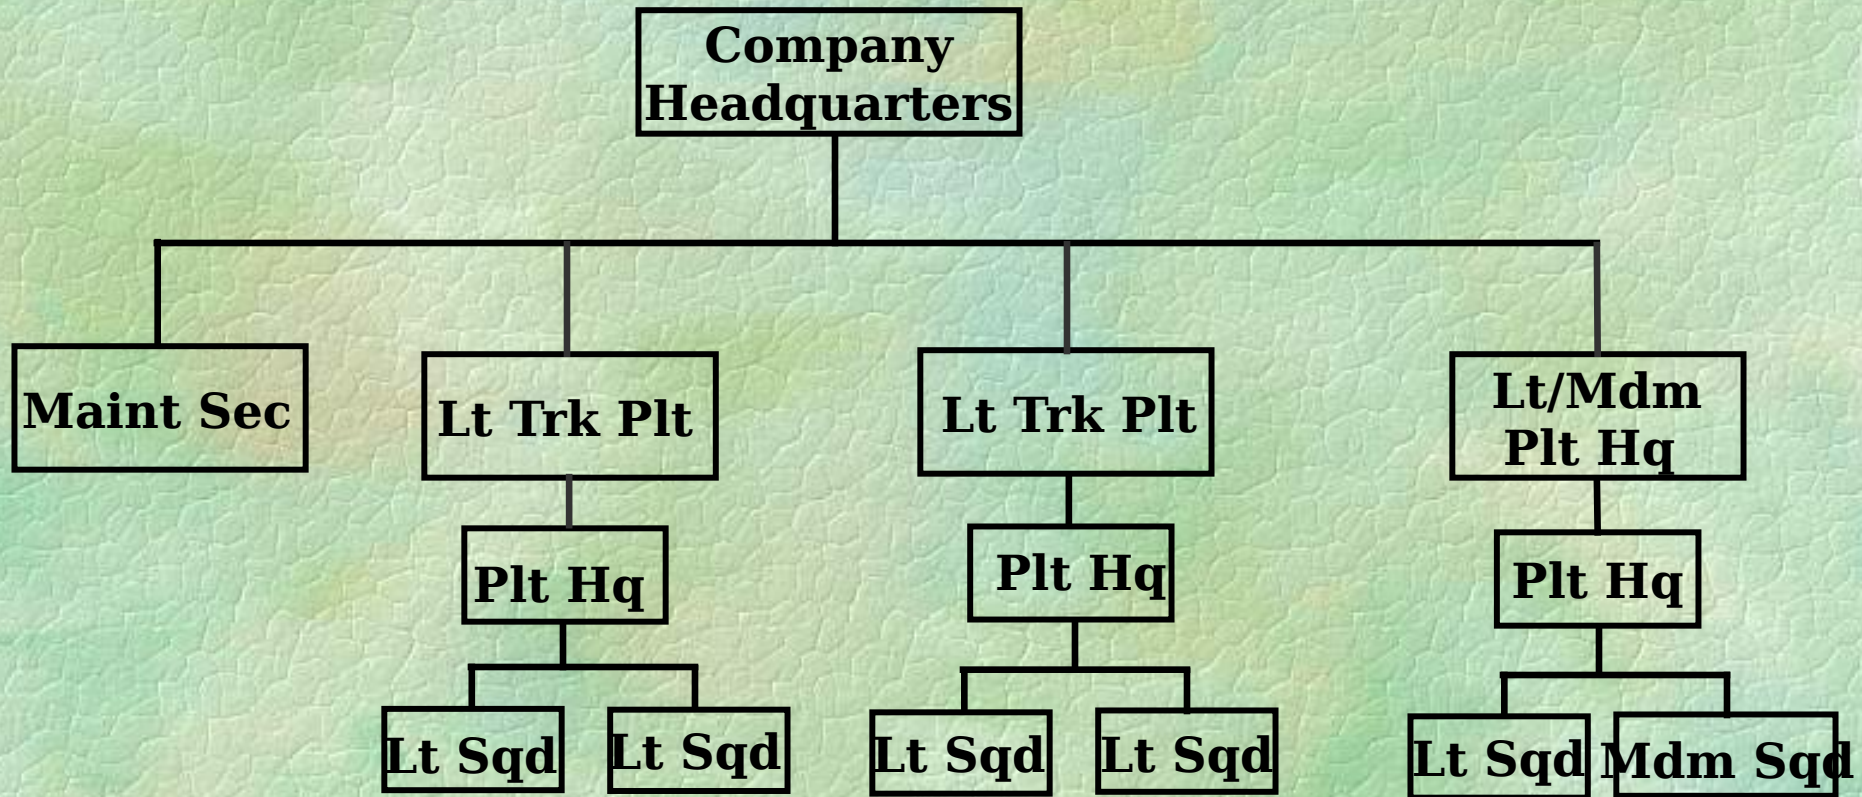 Company
Headquarters
Maint Sec
Lt Trk Plt
Lt Trk Plt
Lt/Mdm
Plt Hq
Plt Hq
Plt Hq
Plt Hq
Lt Sqd
Lt Sqd
Lt Sqd
Lt Sqd
Lt Sqd
Mdm Sqd